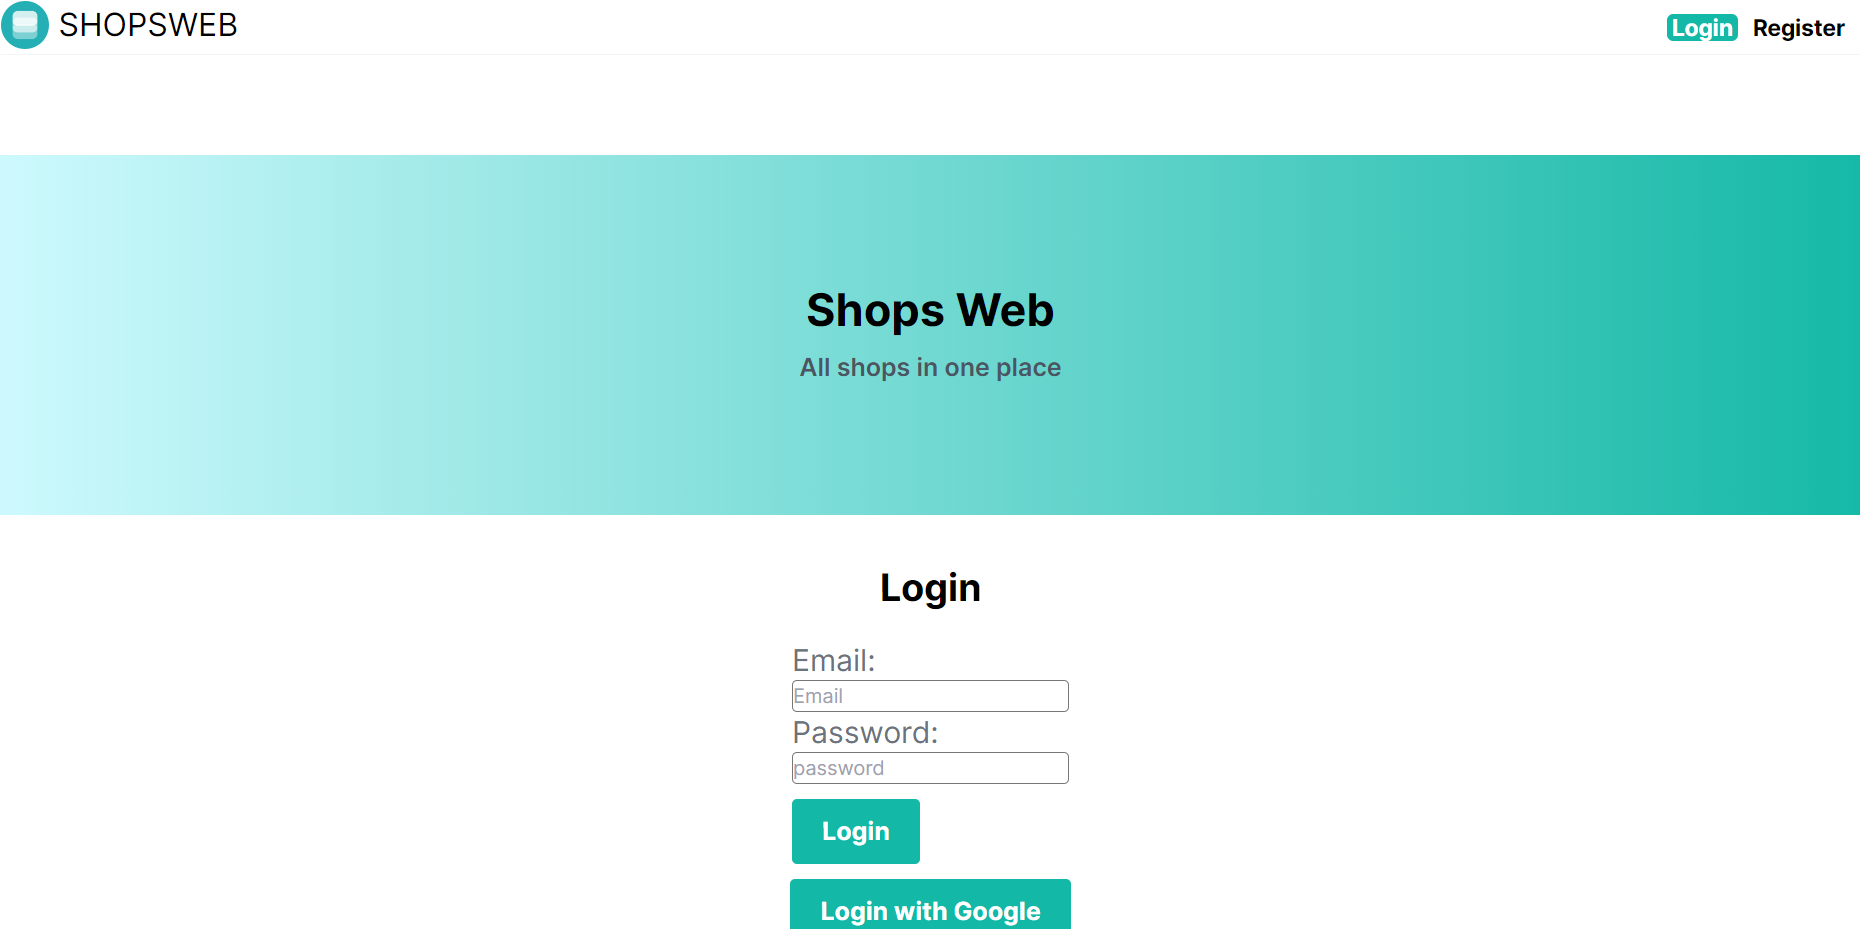 SHOPSWEB
Login Register
Shops Web
All shops in one place
Login
Email:
Email
Password:
password
Login
Login with Google